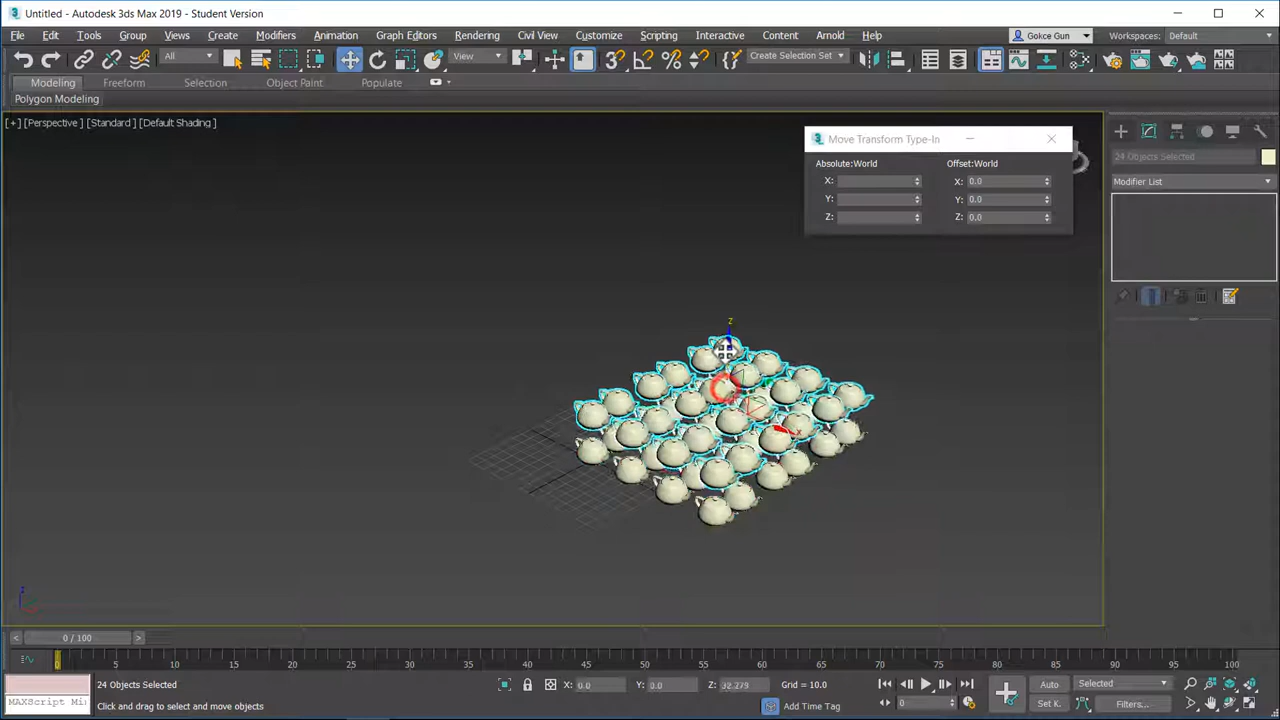 Untitled - Autodesk 3ds Max 2019 - Student Version
File Edit Tools Group Views Create Modifiers Animation Graph Editors Rendering Civil View Customize Scripting Interactive Content Arnold Help Gokce Gun Workspaces: Default
All View Create Selection Set
Modeling Freeform Selection Object Paint Populate
Polygon Modeling
[+] [Perspective ] [Standard ] [Default Shading ]
3 Move Transform Type-In
Absolute:World Offset:World
X: X: 0.0
Y: Y: 0.0
Z: Z: 0.0
24 Objects Selected
Modifier List
z
x
z
< 0 / 100 >
0 5 10 15 20 25 30 35 40 45 50 55 60 65 70 75 80 85 90 95 100
24 Objects Selected X: 0.0 Y: 0.0 Z: 32.279 Grid = 10.0 Auto Selected
MAXScript Mi Click and drag to select and move objects Add Time Tag 0 Set K. Filters...